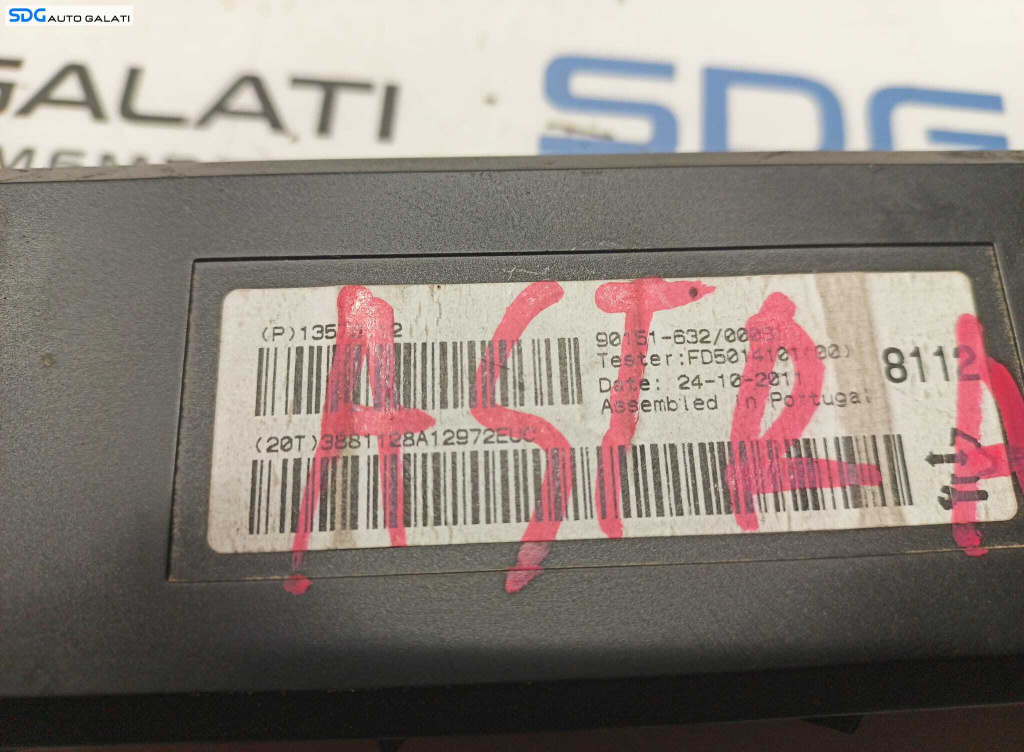 SDG AUTO GALATI
GALATI SDG
8112
90151-632/0003
Tester:FD5014101(00)
Date: 24-10-2011
Assembled in Portugal
(20T)3881128A12972EUC
ASTRA